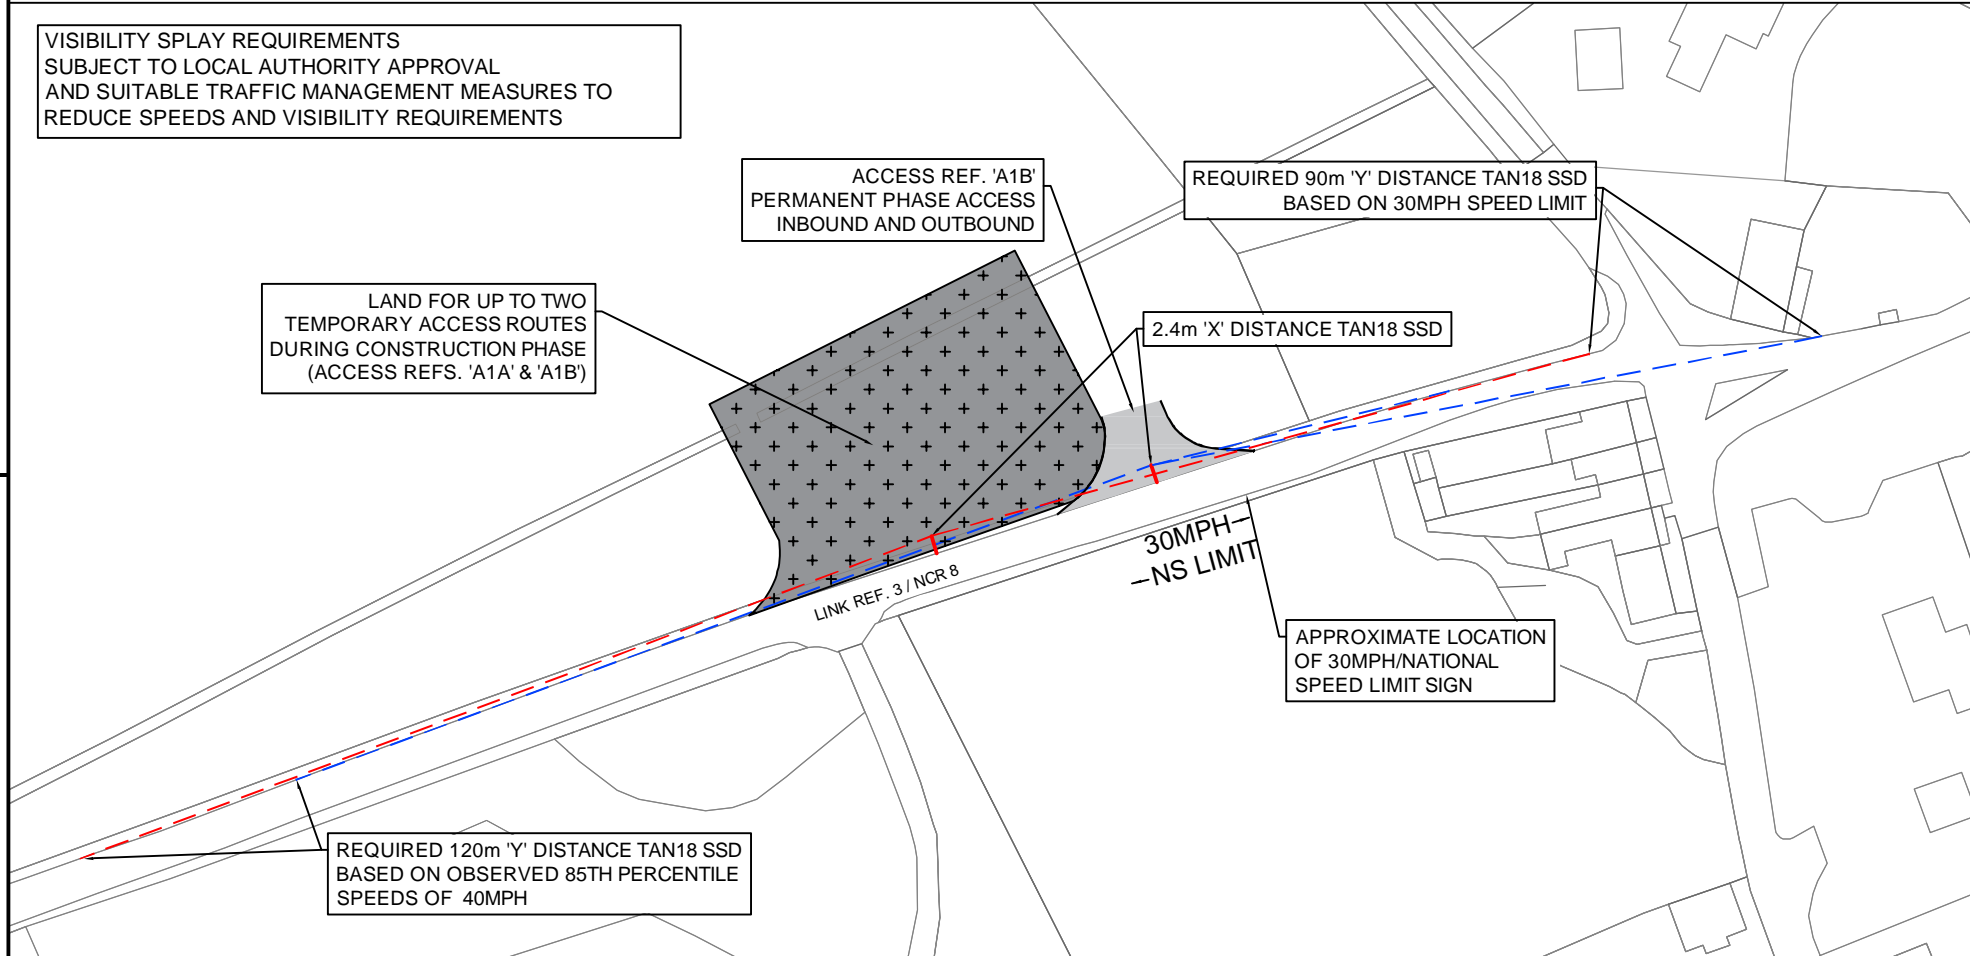 VISIBILITY SPLAY REQUIREMENTS
SUBJECT TO LOCAL AUTHORITY APPROVAL
AND SUITABLE TRAFFIC MANAGEMENT MEASURES TO
REDUCE SPEEDS AND VISIBILITY REQUIREMENTS
ACCESS REF. 'A1B'
PERMANENT PHASE ACCESS
INBOUND AND OUTBOUND
REQUIRED 90m 'Y' DISTANCE TAN18 SSD
BASED ON 30MPH SPEED LIMIT
LAND FOR UP TO TWO
TEMPORARY ACCESS ROUTES
DURING CONSTRUCTION PHASE
(ACCESS REFS. 'A1A' & 'A1B')
2.4m 'X' DISTANCE TAN18 SSD
30MPH
NS LIMIT
LINK REF. 3 / NCR 8
APPROXIMATE LOCATION
OF 30MPH/NATIONAL
SPEED LIMIT SIGN
REQUIRED 120m 'Y' DISTANCE TAN18 SSD
BASED ON OBSERVED 85TH PERCENTILE
SPEEDS OF 40MPH